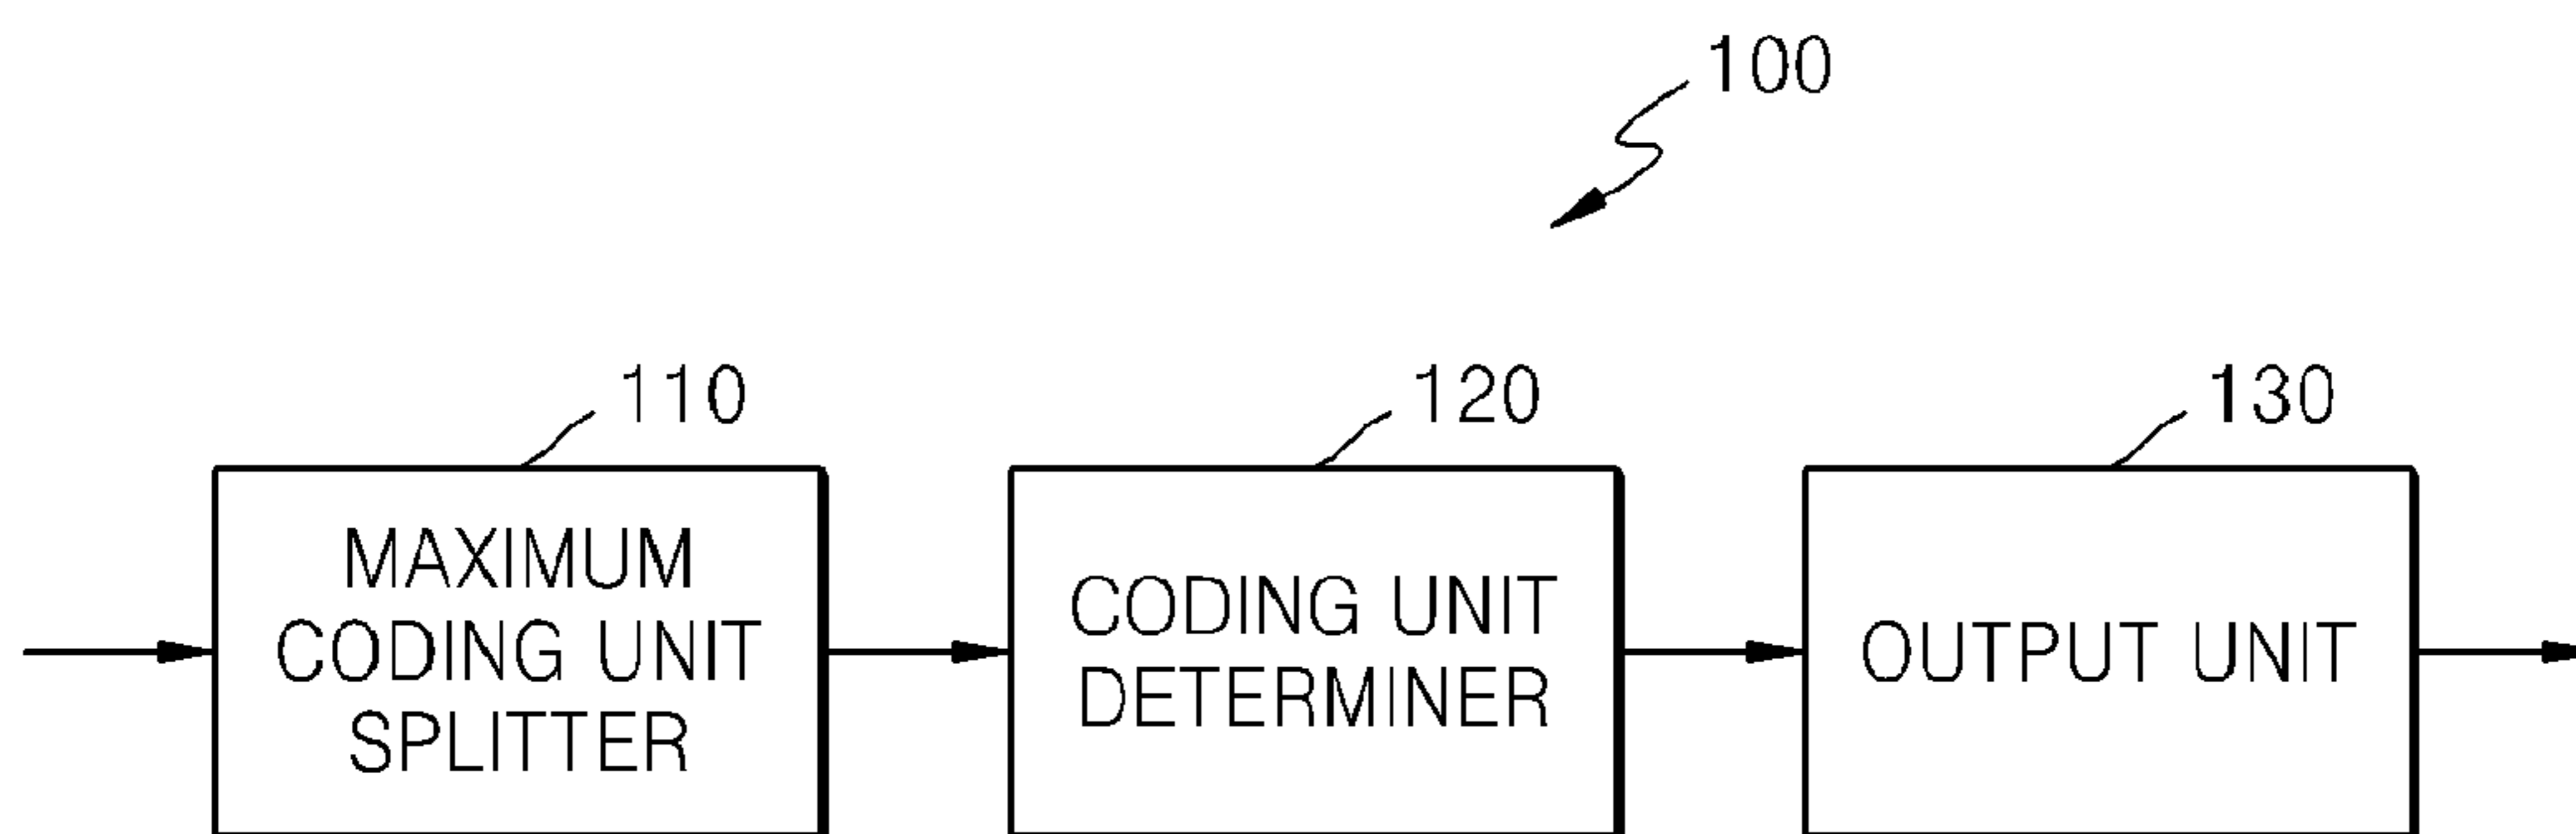 100
110
120
130
MAXIMUM
CODING UNIT
SPLITTER
CODING UNIT
DETERMINER
OUTPUT UNIT